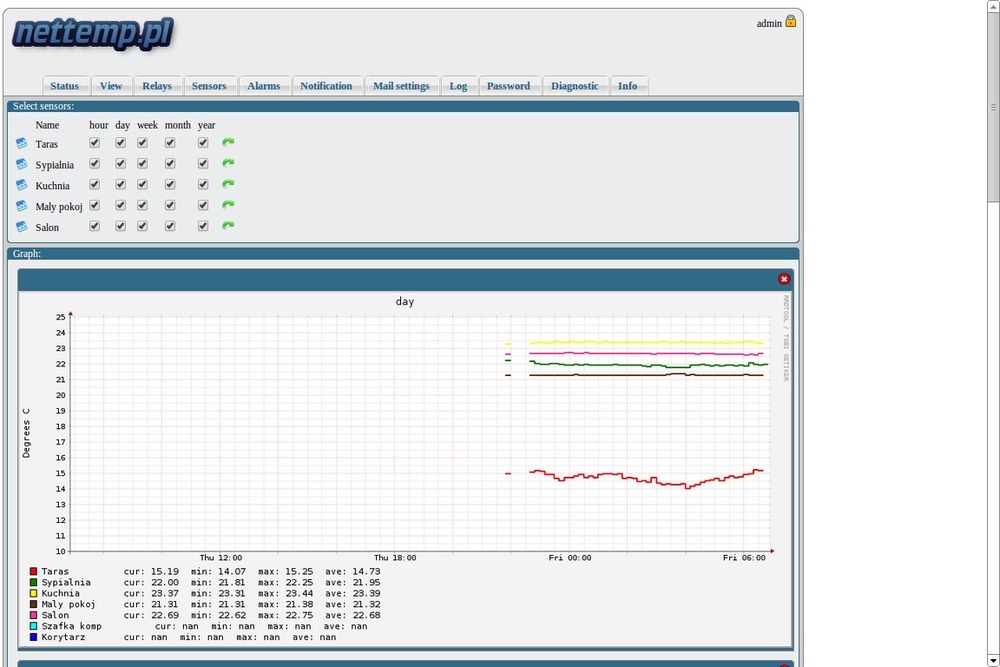 nettemp.pl
admin
Status View Relays Sensors Alarms Notification Mail settings Log Password Diagnostic Info
Select sensors:
Name hour day week month year
Taras
Sypialnia
Kuchnia
Maly pokoj
Salon
Graph:
day
RRDTOOL / TOBI OETIKER
Degrees C
25
24
23
22
21
20
19
18
17
16
15
14
13
12
11
10
Thu 12:00 Thu 18:00 Fri 00:00 Fri 06:00
Taras cur: 15.19 min: 14.07 max: 15.25 ave: 14.73
Sypialnia cur: 22.00 min: 21.81 max: 22.25 ave: 21.95
Kuchnia cur: 23.37 min: 23.31 max: 23.44 ave: 23.39
Maly pokoj cur: 21.31 min: 21.31 max: 21.38 ave: 21.32
Salon cur: 22.69 min: 22.62 max: 22.75 ave: 22.68
Szafka komp cur: nan min: nan max: nan ave: nan
Korytarz cur: nan min: nan max: nan ave: nan